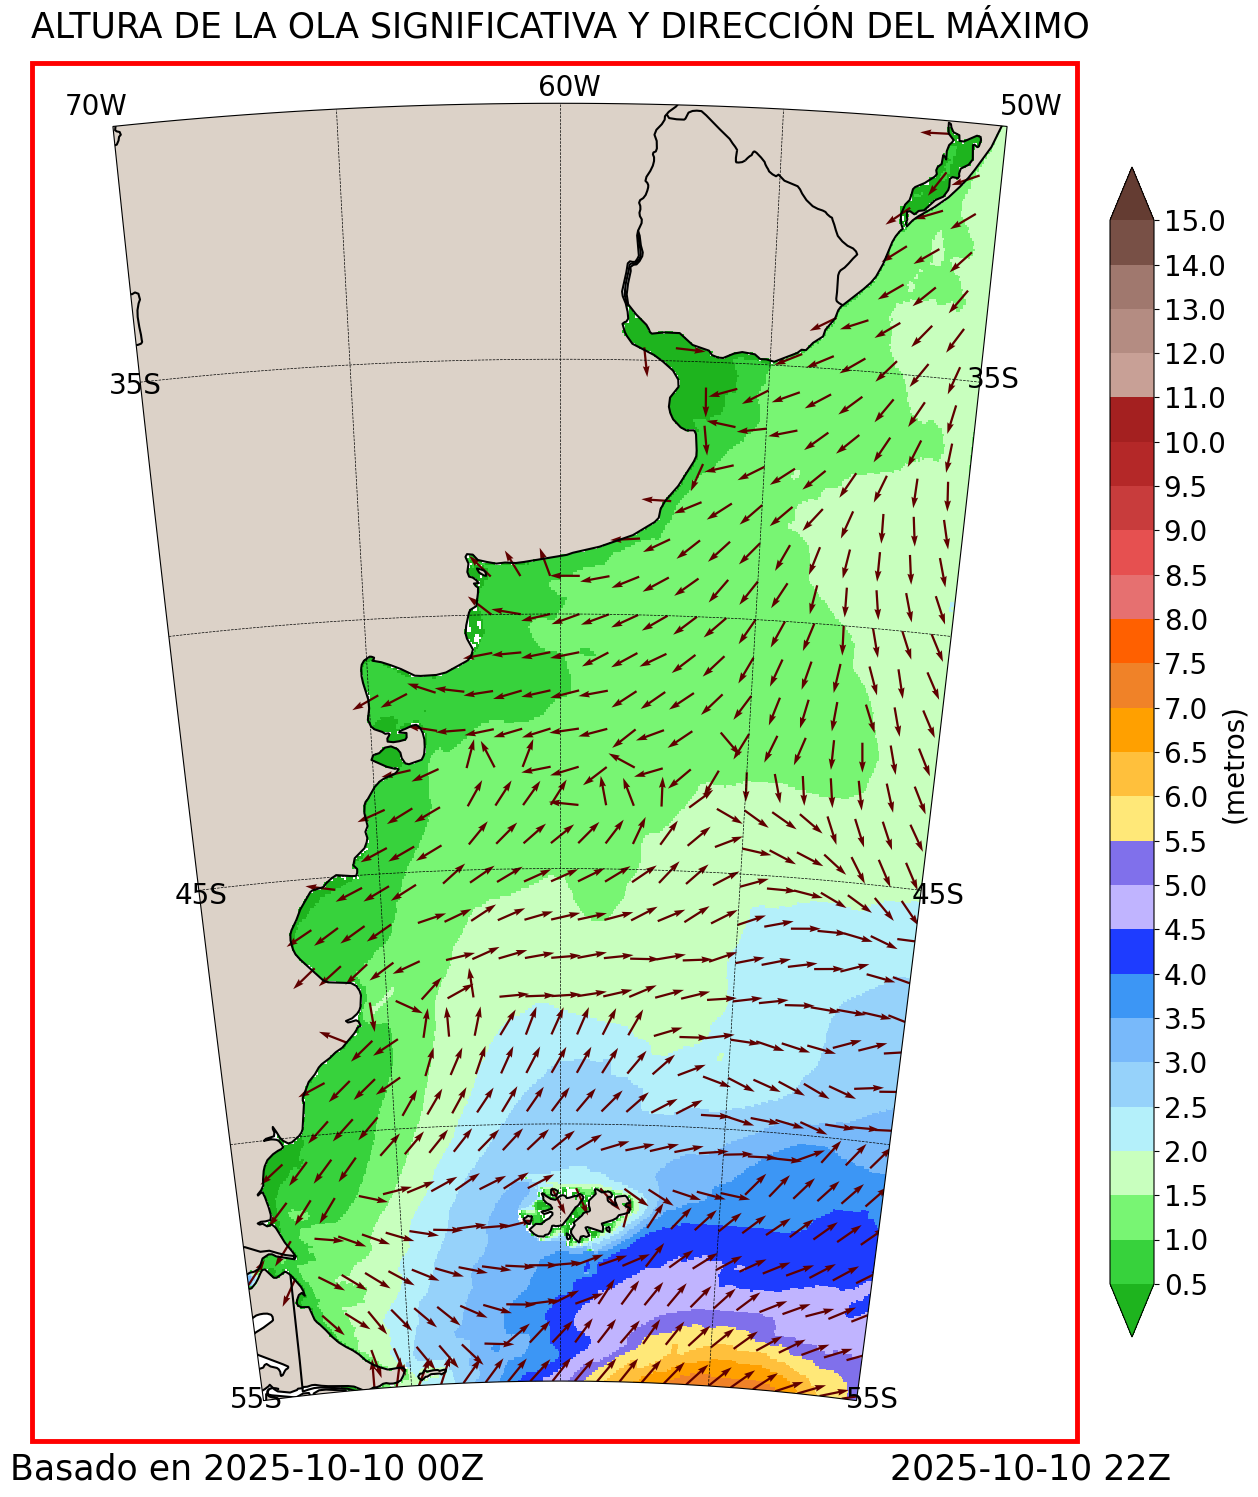 ALTURA DE LA OLA SIGNIFICATIVA Y DIRECCIÓN DEL MÁXIMO
70W
60W
50W
35S
35S
45S
45S
55S
55S
15.0
14.0
13.0
12.0
11.0
10.0
9.5
9.0
8.5
8.0
7.5
7.0
6.5
6.0
5.5
5.0
4.5
4.0
3.5
3.0
2.5
2.0
1.5
1.0
0.5
(metros)
Basado en 2025-10-10 00Z
2025-10-10 22Z